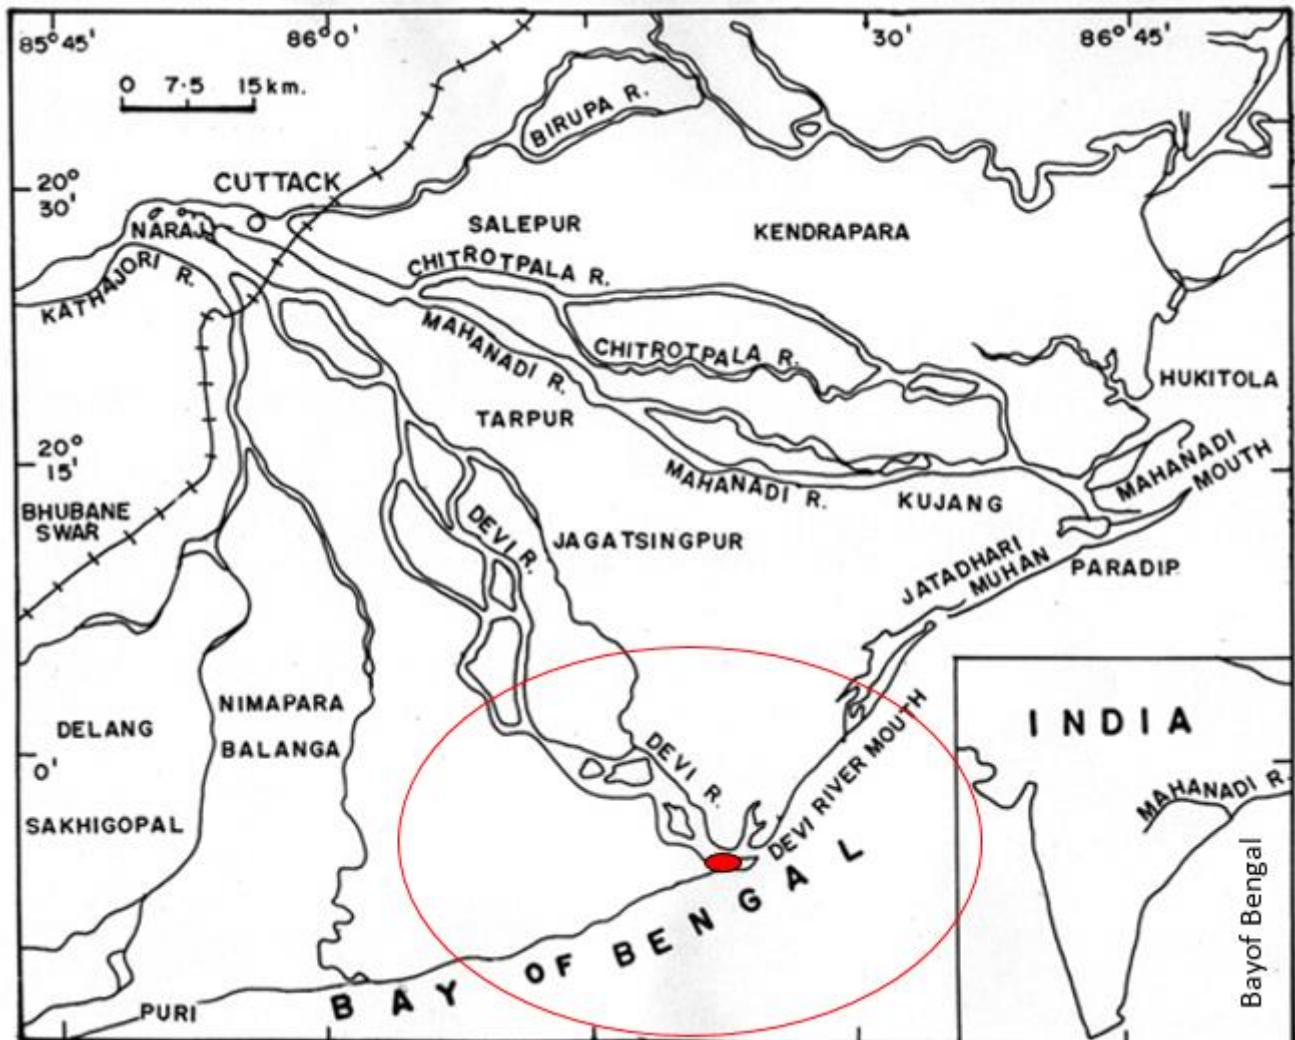 85°45'
86°0'
30'
86°45'
0 7.5 15 km.
BIRUPA R.
20°
30'
CUTTACK
NARAJ
SALEPUR
KENDRAPARA
KATHAJORI R.
CHITROTPALA R.
MAHANADI R.
CHITROTPALA R.
HUKITOLA
TARPUR
20°
15'
MAHANADI R.
KUJANG
MAHANADI
MOUTH
BHUBANE
SWAR
DEVI R.
JAGATSINGPUR
JATADHARI
MUHAN
PARADIP.
NIMAPARA
BALANGA
DELANG
0'
SAKHIGOPAL
DEVI R.
DEVI RIVER MOUTH
BAY OF BENGAL
PURI
INDIA
MAHANADI R.
Bayof Bengal